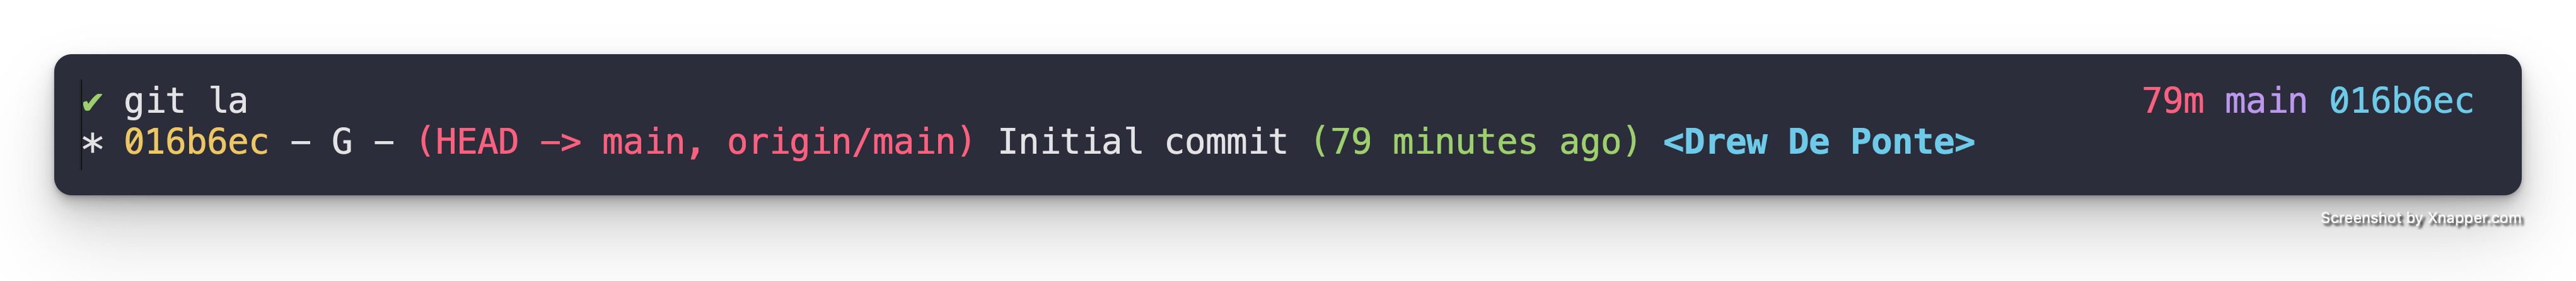 ✔ git la 79m main 016b6ec
* 016b6ec – G – (HEAD –> main, origin/main) Initial commit (79 minutes ago) <Drew De Ponte>
Screenshot by Xnapper.com